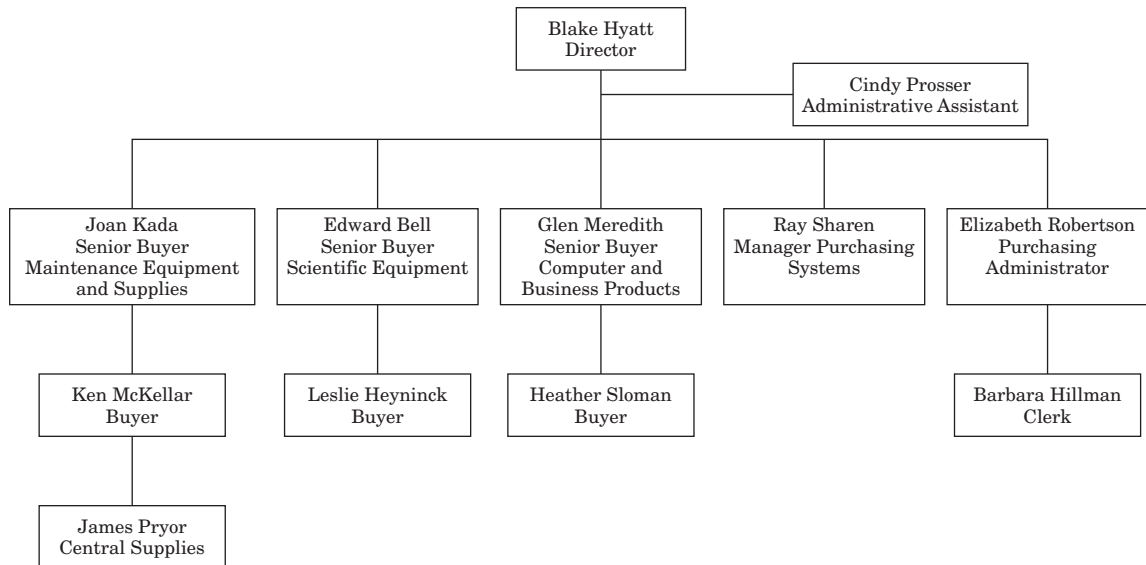 Blake Hyatt
Director
Cindy Prosser
Administrative Assistant
Joan Kada
Senior Buyer
Maintenance Equipment
and Supplies
Edward Bell
Senior Buyer
Scientific Equipment
Glen Meredith
Senior Buyer
Computer and
Business Products
Ray Sharen
Manager Purchasing
Systems
Elizabeth Robertson
Purchasing
Administrator
Ken McKellar
Buyer
Leslie Heyninck
Buyer
Heather Sloman
Buyer
Barbara Hillman
Clerk
James Pryor
Central Supplies